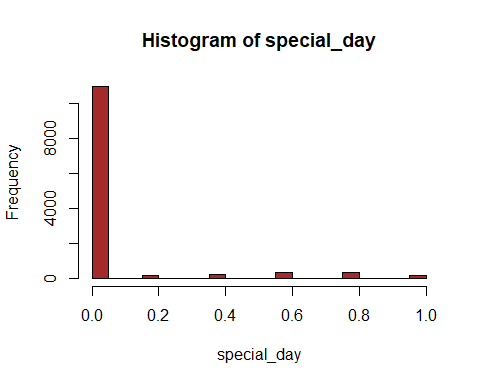 Histogram of special_day
Frequency
8000
4000
0
0.0 0.2 0.4 0.6 0.8 1.0
special_day